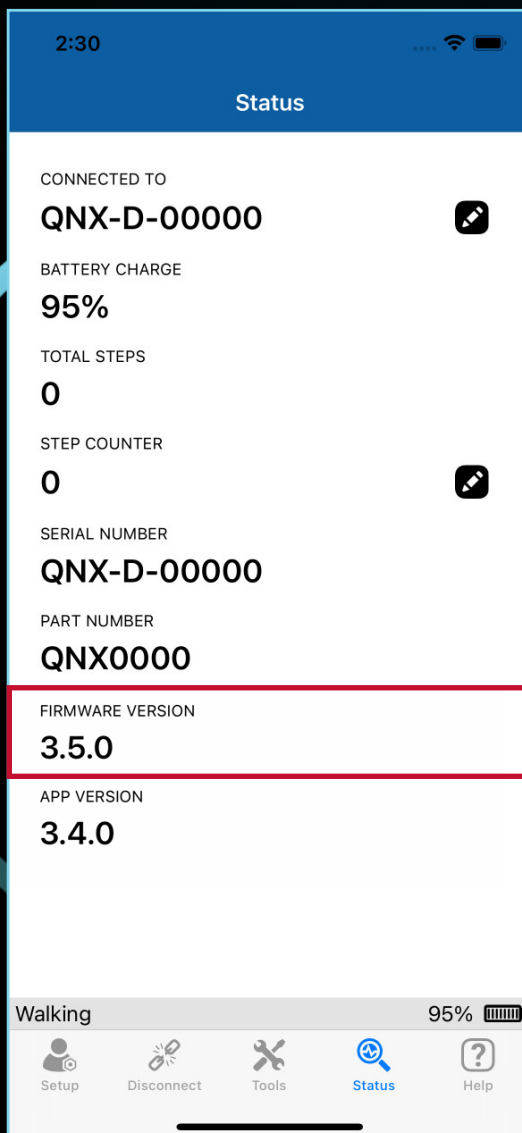 2:30
Status
CONNECTED TO
QNX-D-00000
BATTERY CHARGE
95%
TOTAL STEPS
0
STEP COUNTER
0
SERIAL NUMBER
QNX-D-00000
PART NUMBER
QNX0000
FIRMWARE VERSION
3.5.0
APP VERSION
3.4.0
Walking 95%
Setup Disconnect Tools Status Help